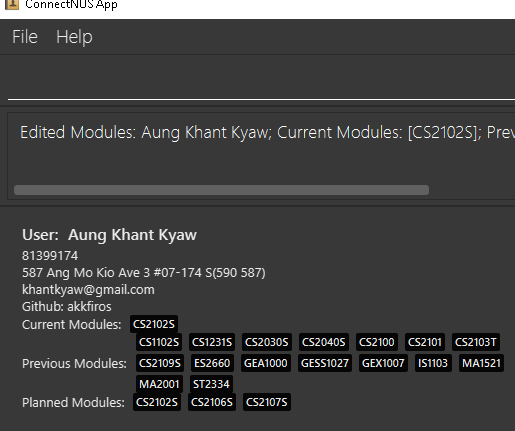 ConnectNUS App
File Help
Edited Modules: Aung Khant Kyaw; Current Modules: [CS2102S]; Prev
User: Aung Khant Kyaw
81399174
587 Ang Mo Kio Ave 3 #07-174 S(590 587)
khantkyaw@gmail.com
Github: akkfiros
Current Modules: CS2102S
CS1102S CS1231S CS2030S CS2040S CS2100 CS2101 CS2103T
Previous Modules: CS2109S ES2660 GEA1000 GESS1027 GEX1007 IS1103 MA1521
MA2001 ST2334
Planned Modules: CS2102S CS2106S CS2107S